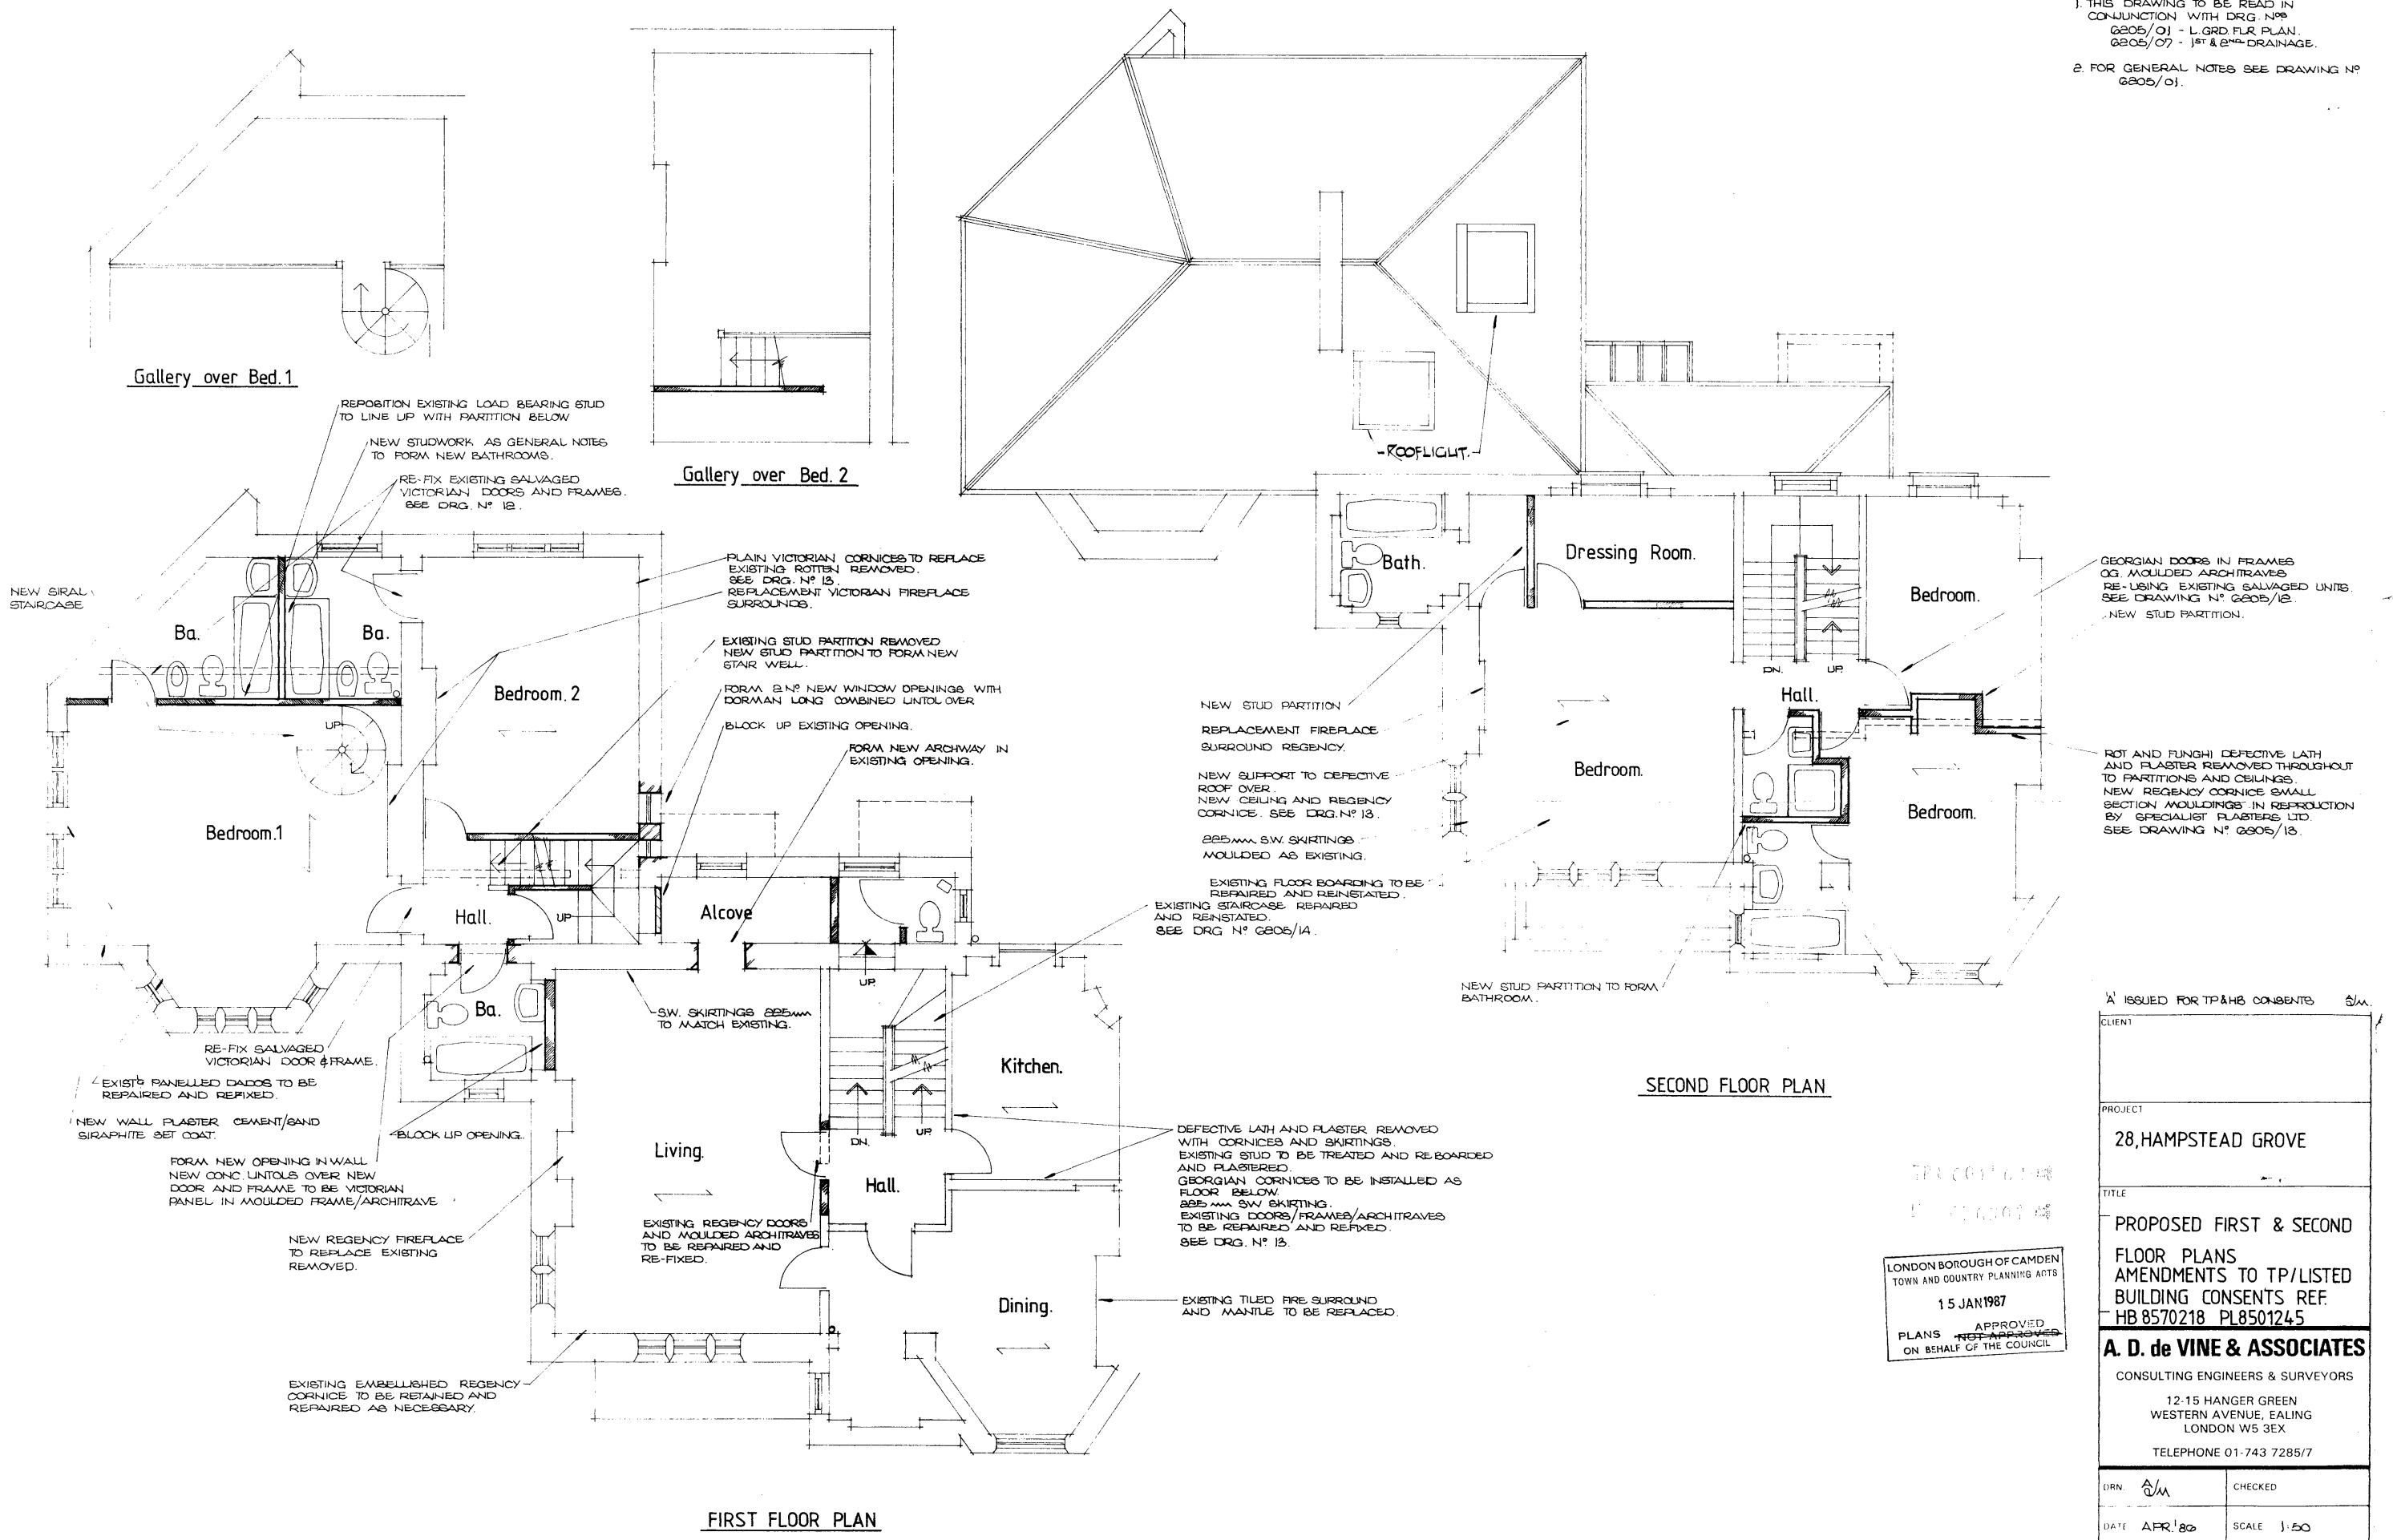 1. THIS DRAWING TO BE READ IN
CONJUNCTION WITH DRG. Nos
6805/01 - L.GRD. FLR PLAN.
6805/07 - 1ST & 2ND DRAINAGE.
2. FOR GENERAL NOTES SEE DRAWING No
6805/01.
Gallery over Bed.1
Gallery over Bed. 2
REPOSITION EXISTING LOAD BEARING STUD
TO LINE UP WITH PARTITION BELOW
NEW STUDWORK AS GENERAL NOTES
TO FORM NEW BATHROOMS.
RE-FIX EXISTING SALVAGED
VICTORIAN DOORS AND FRAMES.
SEE DRG. No 12.
NEW SIRAL
STAIRCASE
PLAIN VICTORIAN CORNICES TO REPLACE
EXISTING ROTTEN REMOVED.
SEE DRG. No 13.
REPLACEMENT VICTORIAN FIREPLACE
SURROUNDS.
EXISTING STUD PARTITION REMOVED
NEW STUD PARTITION TO FORM NEW
STAIR WELL.
FORM 2 No NEW WINDOW OPENINGS WITH
DORMAN LONG COMBINED LINTOL OVER
BLOCK UP EXISTING OPENING.
FORM NEW ARCHWAY IN
EXISTING OPENING.
Ba.
Ba.
Bedroom. 2
UP
Bedroom.1
Hall.
UP
Alcove
UP.
Ba.
S.W. SKIRTINGS 225mm
TO MATCH EXISTING.
Kitchen.
RE-FIX SALVAGED
VICTORIAN DOOR & FRAME.
EXISTG PANELLED DADOS TO BE
REPAIRED AND REFIXED.
NEW WALL PLASTER CEMENT/SAND
SIRAPHITE SET COAT.
BLOCK UP OPENING.
FORM NEW OPENING IN WALL
NEW CONC. LINTOLS OVER NEW
DOOR AND FRAME TO BE VICTORIAN
PANEL IN MOULDED FRAME/ARCHITRAVE
NEW REGENCY FIREPLACE
TO REPLACE EXISTING
REMOVED.
EXISTING EMBELLISHED REGENCY
CORNICE TO BE RETAINED AND
REPAIRED AS NECESSARY.
Living.
DN.
UP.
Hall.
EXISTING REGENCY DOORS
AND MOULDED ARCHITRAVES
TO BE REPAIRED AND
RE-FIXED.
Dining.
DEFECTIVE LATH AND PLASTER REMOVED
WITH CORNICES AND SKIRTINGS.
EXISTING STUD TO BE TREATED AND REBOARDED
AND PLASTERED.
GEORGIAN CORNICES TO BE INSTALLED AS
FLOOR BELOW.
225 mm SW SKIRTING.
EXISTING DOORS/FRAMES/ARCHITRAVES
TO BE REPAIRED AND REFIXED.
SEE DRG. No 13.
EXISTING TILED FIRE SURROUND
AND MANTLE TO BE REPLACED.
FIRST FLOOR PLAN
ROOFLIGHT.
Bath.
Dressing Room.
Bedroom.
DN.
UP.
Hall.
Bedroom.
Bedroom.
GEORGIAN DOORS IN FRAMES
OG. MOULDED ARCHITRAVES
RE-USING EXISTING SALVAGED UNITS.
SEE DRAWING No 6805/12.
NEW STUD PARTITION.
ROT AND FUNGHI DEFECTIVE LATH
AND PLASTER REMOVED THROUGHOUT
TO PARTITIONS AND CEILINGS.
NEW REGENCY CORNICE SMALL
SECTION MOULDINGS IN REPRODUCTION
BY SPECIALIST PLASTERS LTD.
SEE DRAWING No 6805/13.
NEW STUD PARTITION
REPLACEMENT FIREPLACE
SURROUND REGENCY.
NEW SUPPORT TO DEFECTIVE
ROOF OVER.
NEW CEILING AND REGENCY
CORNICE. SEE DRG. No 13.
225mm S.W. SKIRTINGS
MOULDED AS EXISTING.
EXISTING FLOOR BOARDING TO BE
REPAIRED AND REINSTATED.
EXISTING STAIRCASE REPAIRED
AND REINSTATED.
SEE DRG No 6805/14.
NEW STUD PARTITION TO FORM
BATHROOM.
SECOND FLOOR PLAN
'A' ISSUED FOR TP&HB CONSENTS
CLIENT
PROJECT
28, HAMPSTEAD GROVE
TITLE
PROPOSED FIRST & SECOND
FLOOR PLANS
AMENDMENTS TO TP/LISTED
BUILDING CONSENTS REF.
HB 8570218 PL8501245
A. D. de VINE & ASSOCIATES
CONSULTING ENGINEERS & SURVEYORS
12-15 HANGER GREEN
WESTERN AVENUE, EALING
LONDON W5 3EX
TELEPHONE 01-743 7285/7
DRN.
CHECKED
DATE APR.'86
SCALE 1:50
LONDON BOROUGH OF CAMDEN
TOWN AND COUNTRY PLANNING ACTS
15 JAN 1987
APPROVED
PLANS NOT APPROVED
ON BEHALF OF THE COUNCIL